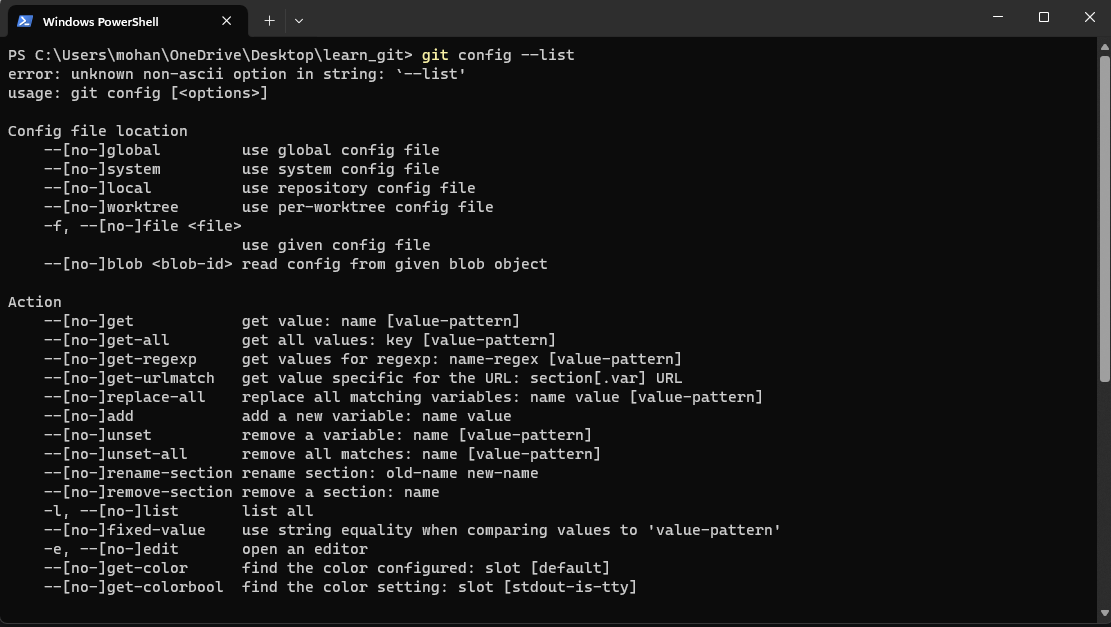 Windows PowerShell
PS C:\Users\mohan\OneDrive\Desktop\learn_git> git config --list
error: unknown non-ascii option in string: `--list'
usage: git config [<options>]
Config file location
    --[no-]global         use global config file
    --[no-]system         use system config file
    --[no-]local          use repository config file
    --[no-]worktree       use per-worktree config file
    -f, --[no-]file <file>
                          use given config file
    --[no-]blob <blob-id> read config from given blob object
Action
    --[no-]get            get value: name [value-pattern]
    --[no-]get-all        get all values: key [value-pattern]
    --[no-]get-regexp     get values for regexp: name-regex [value-pattern]
    --[no-]get-urlmatch   get value specific for the URL: section[.var] URL
    --[no-]replace-all    replace all matching variables: name value [value-pattern]
    --[no-]add            add a new variable: name value
    --[no-]unset          remove a variable: name [value-pattern]
    --[no-]unset-all      remove all matches: name [value-pattern]
    --[no-]rename-section rename section: old-name new-name
    --[no-]remove-section remove a section: name
    -l, --[no-]list       list all
    --[no-]fixed-value    use string equality when comparing values to 'value-pattern'
    -e, --[no-]edit       open an editor
    --[no-]get-color      find the color configured: slot [default]
    --[no-]get-colorbool  find the color setting: slot [stdout-is-tty]